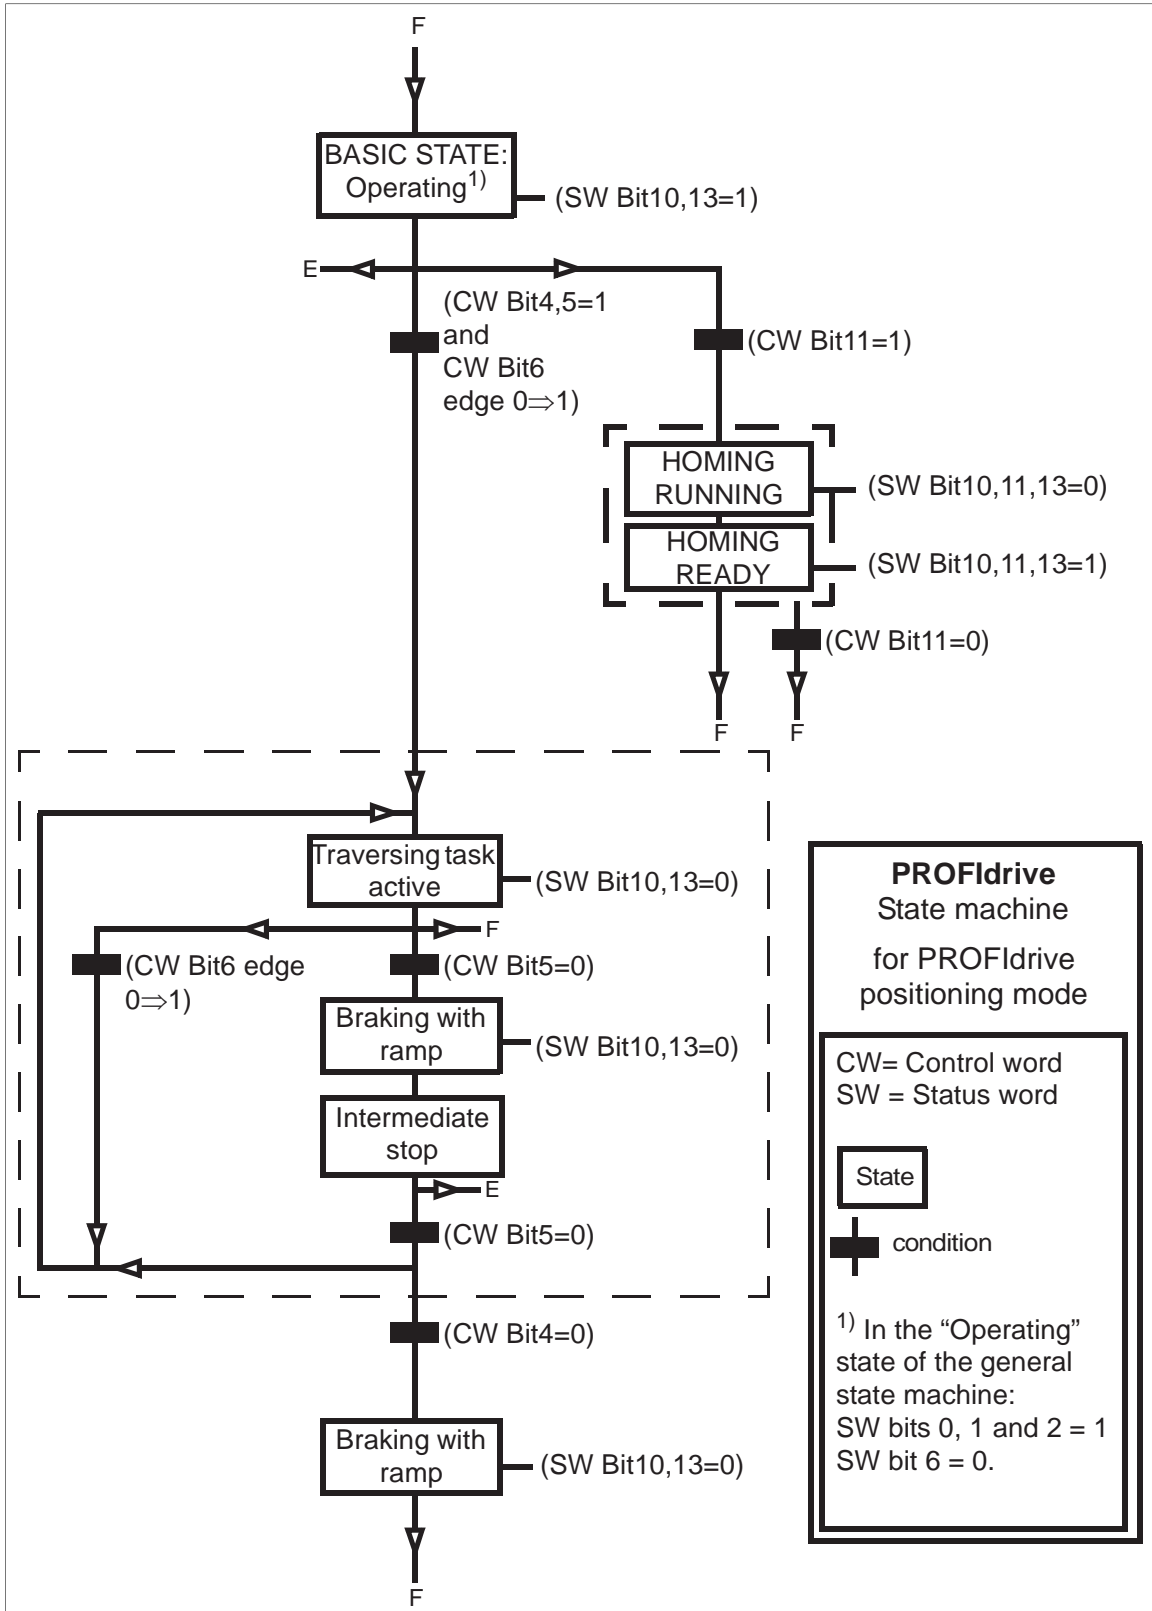 F
BASIC STATE:
Operating1)
(SW Bit10,13=1)
E
(CW Bit4,5=1
and
CW Bit6
edge 0⇒1)
(CW Bit11=1)
HOMING
RUNNING
(SW Bit10,11,13=0)
HOMING
READY
(SW Bit10,11,13=1)
(CW Bit11=0)
F
F
Traversing task
active
(SW Bit10,13=0)
F
(CW Bit6 edge
0⇒1)
(CW Bit5=0)
Braking with
ramp
(SW Bit10,13=0)
Intermediate
stop
E
(CW Bit5=0)
(CW Bit4=0)
Braking with
ramp
(SW Bit10,13=0)
F
PROFIdrive
State machine
for PROFIdrive
positioning mode
CW= Control word
SW = Status word
State
condition
1) In the “Operating”
state of the general
state machine:
SW bits 0, 1 and 2 = 1
SW bit 6 = 0.